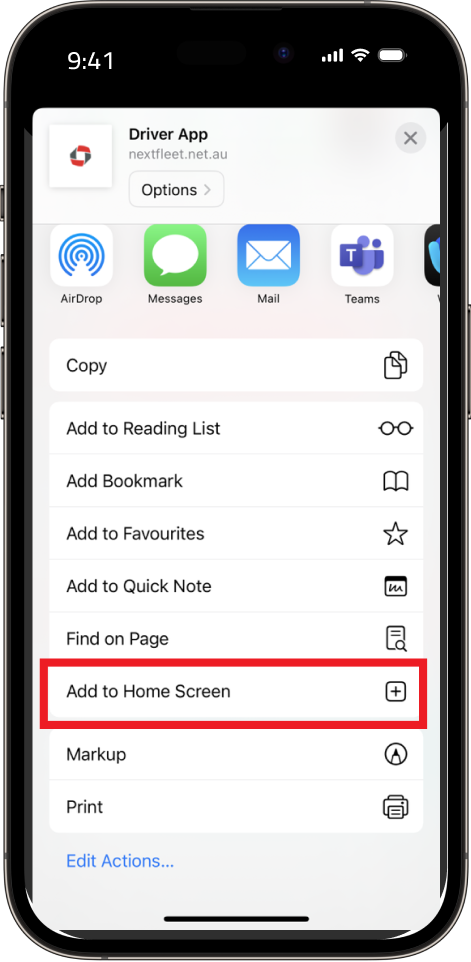 9:41
Driver App
nextfleet.net.au
Options
AirDrop
Messages
Mail
Teams
Copy
Add to Reading List
Add Bookmark
Add to Favourites
Add to Quick Note
Find on Page
Add to Home Screen
Markup
Print
Edit Actions...